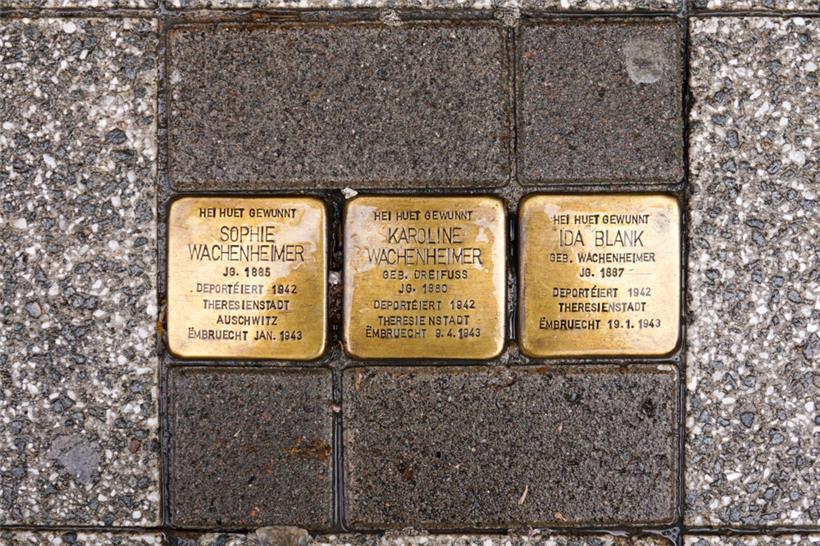 HEI HUET GEWUNNT
SOPHIE
WACHENHEIMER
JG. 1885
DEPORTÉIERT 1942
THERESIENSTADT
AUSCHWITZ
ËMBRUECHT JAN. 1943
HEI HUET GEWUNNT
KAROLINE
WACHENHEIMER
GEB. DREIFUSS
JG. 1860
DEPORTÉIERT 1942
THERESIENSTADT
ËMBRUECHT 9.4.1943
HEI HUET GEWUNNT
IDA BLANK
GEB. WACHENHEIMER
JG. 1887
DEPORTÉIERT 1942
THERESIENSTADT
ËMBRUECHT 19.1.1943